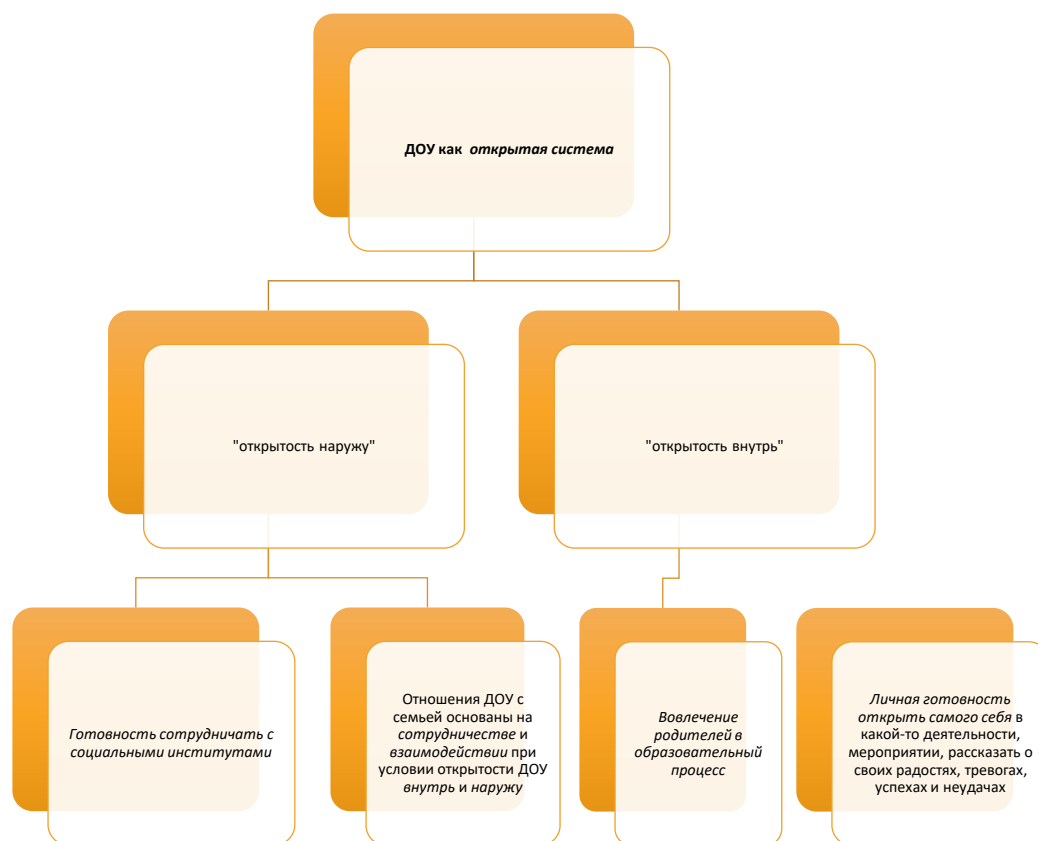 ДОУ как открытая система
"открытость наружу"
"открытость внутрь"
Готовность сотрудничать с
социальными институтами
Отношения ДОУ с
семьей основаны на
сотрудничестве и
взаимодействии при
условии открытости ДОУ
внутрь и наружу
Вовлечение
родителей в
образовательный
процесс
Личная готовность
открыть самого себя в
какой-то деятельности,
мероприятии, рассказать о
своих радостях, тревогах,
успехах и неудачах